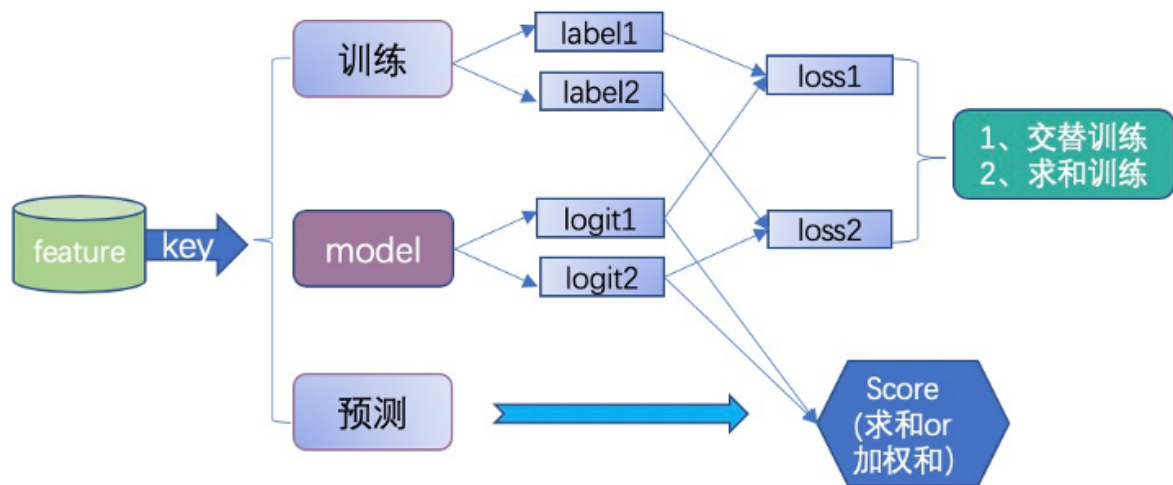 feature
key
训练
model
预测
label1
label2
logit1
logit2
loss1
loss2
1、交替训练
2、求和训练
Score
(求和or
加权和)